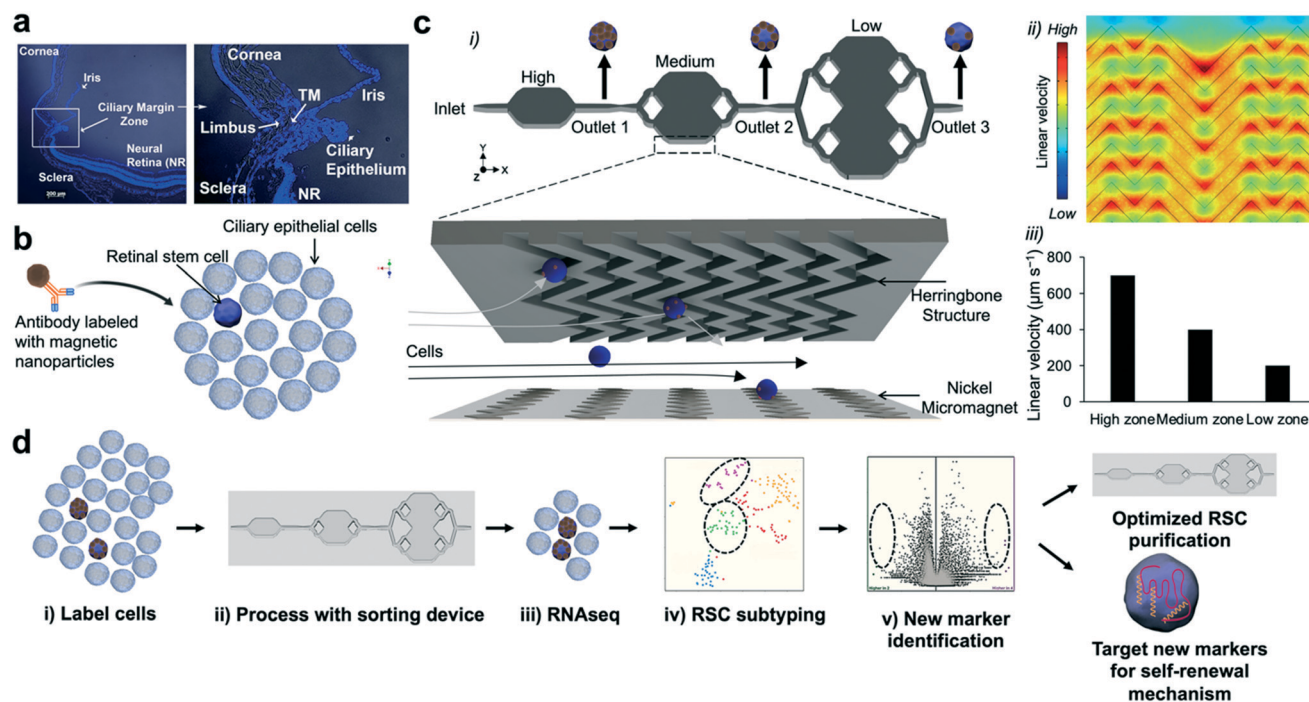 a
Cornea
Iris
Ciliary Margin
Zone
Neural
Retina (NR
Sclera
200 µm
Cornea
TM
Iris
Limbus
Ciliary
Epithelium
Sclera
NR
b
Ciliary epithelial cells
Retinal stem cell
Antibody labeled
with magnetic
nanoparticles
c
i)
Low
Medium
High
Inlet
Outlet 1
Outlet 2
Outlet 3
Y
Z
X
Herringbone
Structure
Cells
Nickel
Micromagnet
ii)
High
Linear velocity
Low
iii)
Linear velocity (µm s⁻¹)
800
600
400
200
0
High zone
Medium zone
Low zone
d
i) Label cells
ii) Process with sorting device
iii) RNAseq
iv) RSC subtyping
v) New marker
identification
Optimized RSC
purification
Target new markers
for self-renewal
mechanism